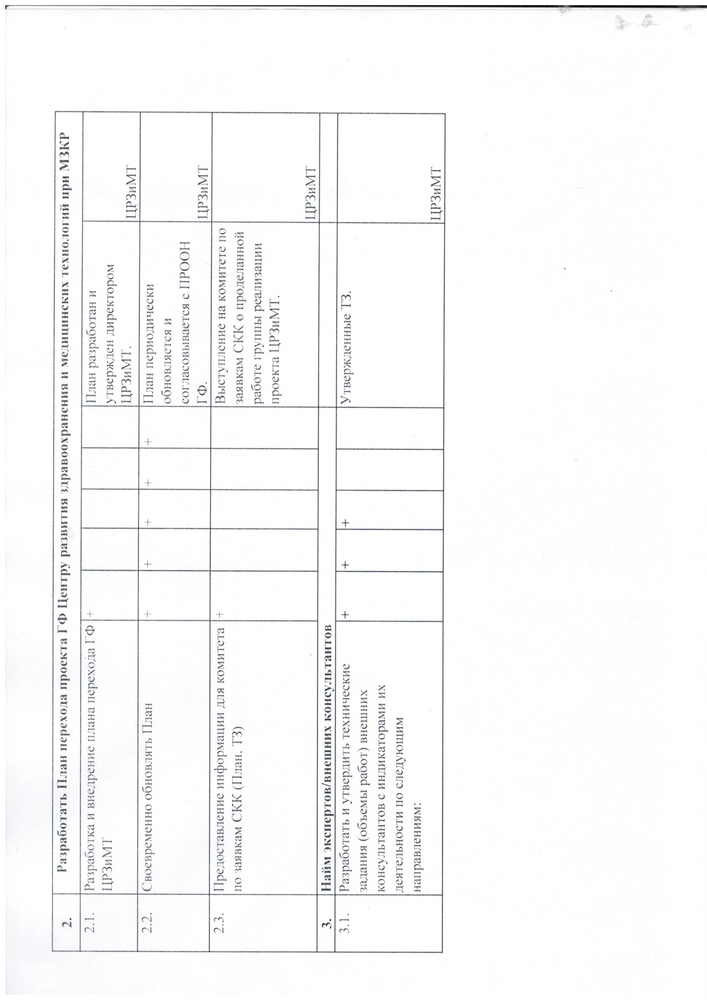 2.
Разработать План перехода проекта ГФ Центру развития здравоохранения и медицинских технологий при МЗКР
2.1.
Разработка и внедрение плана перехода ГФ
ЦРЗиМТ
+
План разработан и
утвержден директором
ЦРЗиМТ.
ЦРЗиМТ
2.2.
Своевременно обновлять План
+
+
+
+
+
План периодически
обновляется и
согласовывается с ПРООН
ГФ.
ЦРЗиМТ
2.3.
Предоставление информации для комитета
по заявкам СКК (План, ТЗ)
+
Выступление на комитете по
заявкам СКК о проделанной
работе группы реализации
проекта ЦРЗиМТ.
ЦРЗиМТ
3.
Найм экспертов/внешних консультантов
3.1.
Разработать и утвердить технические
задания (объемы работ) внешних
консультантов с индикаторами их
деятельности по следующим
направлениям:
+
+
+
Утвержденные ТЗ.
ЦРЗиМТ